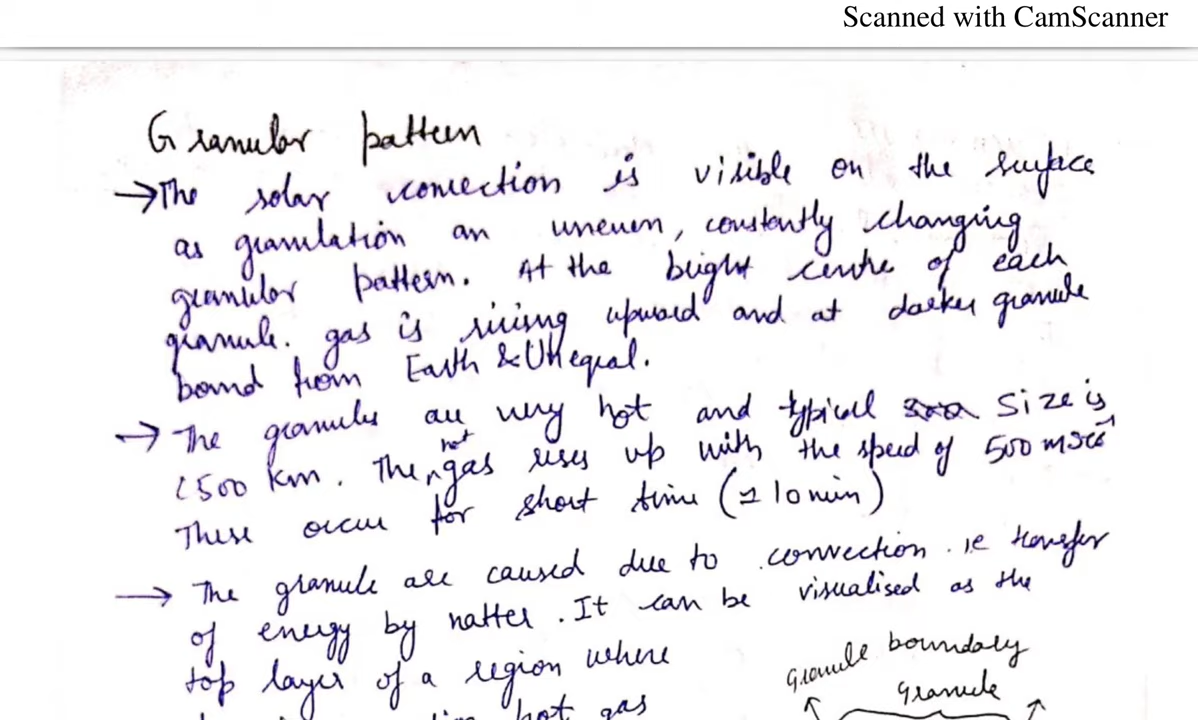 Scanned with CamScanner
Granular pattern
→ The solar convection is visible on the surface
as granulation an uneven, constantly changing
granular pattern. At the bright centre of each
granule. gas is rising upward and at darker granule
bound from Earth & Unequal.
→ The granules are very hot and typical size is
1500 km. The hot gas rises up with the speed of 500 msec⁻¹
These occur for short time (≃ 10 min)
→ The granule are caused due to convection. ie transfer
of energy by matter. It can be visualised as the
top layer of a region where
hot gas
Granule boundary
Granule